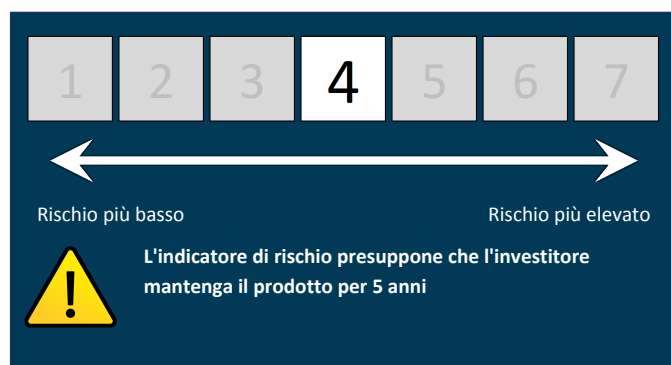 1 2 3 4 5 6 7
Rischio più basso Rischio più elevato
L'indicatore di rischio presuppone che l'investitore
mantenga il prodotto per 5 anni